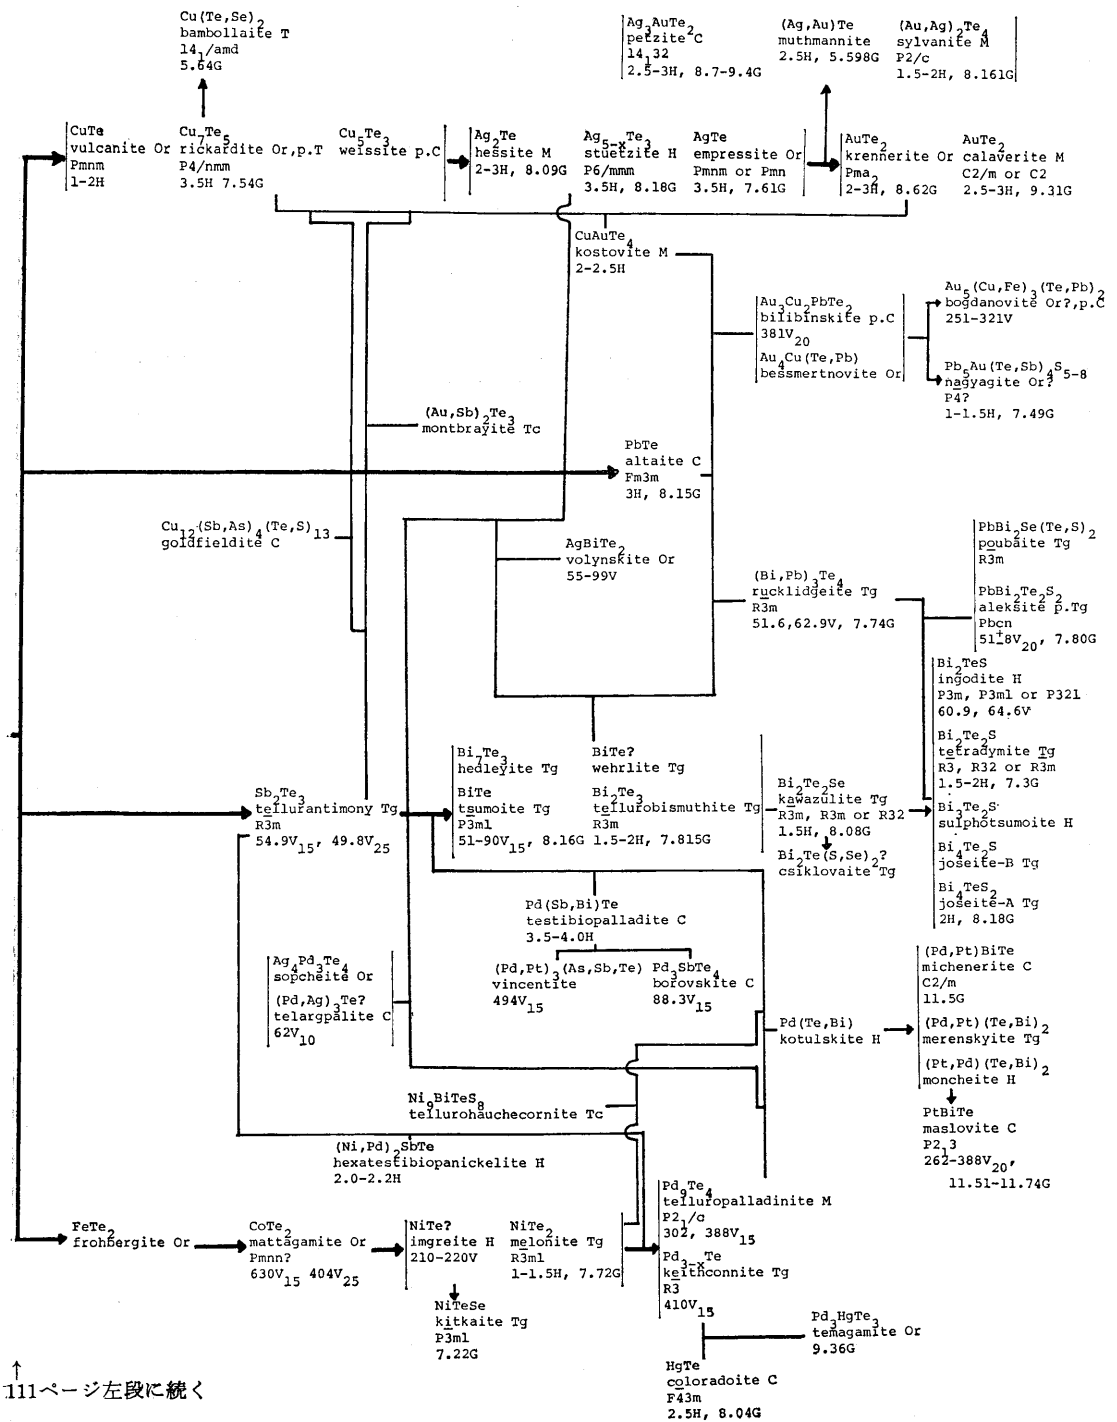 Cu(Te,Se)2
bambollaite T
I41/amd
5.64G
Ag3AuTe2
petzite C
I4132
2.5-3H, 8.7-9.4G
(Ag,Au)Te
muthmannite
2.5H, 5.598G
(Au,Ag)2Te4
sylvanite M
P2/c
1.5-2H, 8.161G
CuTe
vulcanite Or
Pmnm
1-2H
Cu7Te5
rickardite Or,p.T
P4/nmm
3.5H 7.54G
Cu5Te3
weissite p.C
Ag2Te
hessite M
2-3H, 8.09G
Ag5-xTe3
stuetzite H
P6/mmm
3.5H, 8.18G
AgTe
empressite Or
Pmnm or Pmn
3.5H, 7.61G
AuTe2
krennerite Or
Pma2
2-3H, 8.62G
AuTe2
calaverite M
C2/m or C2
2.5-3H, 9.31G
CuAuTe4
kostovite M
2-2.5H
Au3Cu2PbTe2
bilibinskite p.C
381V20
Au4Cu(Te,Pb)
bessmertnovite Or
Au5(Cu,Fe)3(Te,Pb)2
bogdanovite Or?,p.C
251-321V
Pb5Au(Te,Sb)4S5-8
nagyagite Or?
P4?
1-1.5H, 7.49G
(Au,Sb)2Te3
montbrayite Tc
PbTe
altaite C
Fm3m
3H, 8.15G
Cu12(Sb,As)4(Te,S)13
goldfieldite C
AgBiTe2
volynskite Or
55-99V
(Bi,Pb)3Te4
rucklidgeite Tg
R3m
51.6,62.9V, 7.74G
PbBi2Se(Te,S)2
poubaite Tg
R3m
PbBi2Te2S2
aleksite p.Tg
Pbcn
51±8V20, 7.80G
Bi2TeS
ingodite H
P3m, P3ml or P321
60.9, 64.6V
Bi2Te2S
tetradymite Tg
R3, R32 or R3m
1.5-2H, 7.3G
Bi3Te2S
sulphotsumoite H
Bi4Te2S
joseite-B Tg
Bi4TeS2
joseite-A Tg
2H, 8.18G
Sb2Te3
tellurantimony Tg
R3m
54.9V15, 49.8V25
Bi7Te3
hedleyite Tg
BiTe
tsumoite Tg
P3ml
51-90V15, 8.16G
BiTe?
wehrlite Tg
Bi2Te3
tellurobismuthite Tg
R3m
1.5-2H, 7.815G
Bi2Te2Se
kawazulite Tg
R3m, R3m or R32
1.5H, 8.08G
Bi2Te(S,Se)2?
csiklovaite Tg
Pd(Sb,Bi)Te
testibiopalladite C
3.5-4.0H
(Pd,Pt)3(As,Sb,Te)
vincentite
494V15
Pd3SbTe4
borovskite C
88.3V15
Ag4Pd3Te4
sopcheite Or
(Pd,Ag)3Te?
telargpalite C
62V10
Pd(Te,Bi)
kotulskite H
(Pd,Pt)BiTe
michenerite C
C2/m
11.5G
(Pd,Pt)(Te,Bi)2
merenskyite Tg
(Pt,Pd)(Te,Bi)2
moncheite H
PtBiTe
maslovite C
P213
262-388V20,
11.51-11.74G
Ni9BiTeS8
tellurohauchecornite Tc
(Ni,Pd)2SbTe
hexatestibiopanickelite H
2.0-2.2H
FeTe2
frohbergite Or
CoTe2
mattagamite Or
Pmnn?
630V15 404V25
NiTe?
imgreite H
210-220V
NiTe2
melonite Tg
R3ml
1-1.5H, 7.72G
NiTeSe
kitkaite Tg
P3ml
7.22G
Pd9Te4
telluropalladinite M
P21/c
302, 388V15
Pd3-xTe
keithconnite Tg
R3
410V15
Pd3HgTe3
temagamite Or
9.36G
HgTe
coloradoite C
F43m
2.5H, 8.04G
↑
111ページ左段に続く